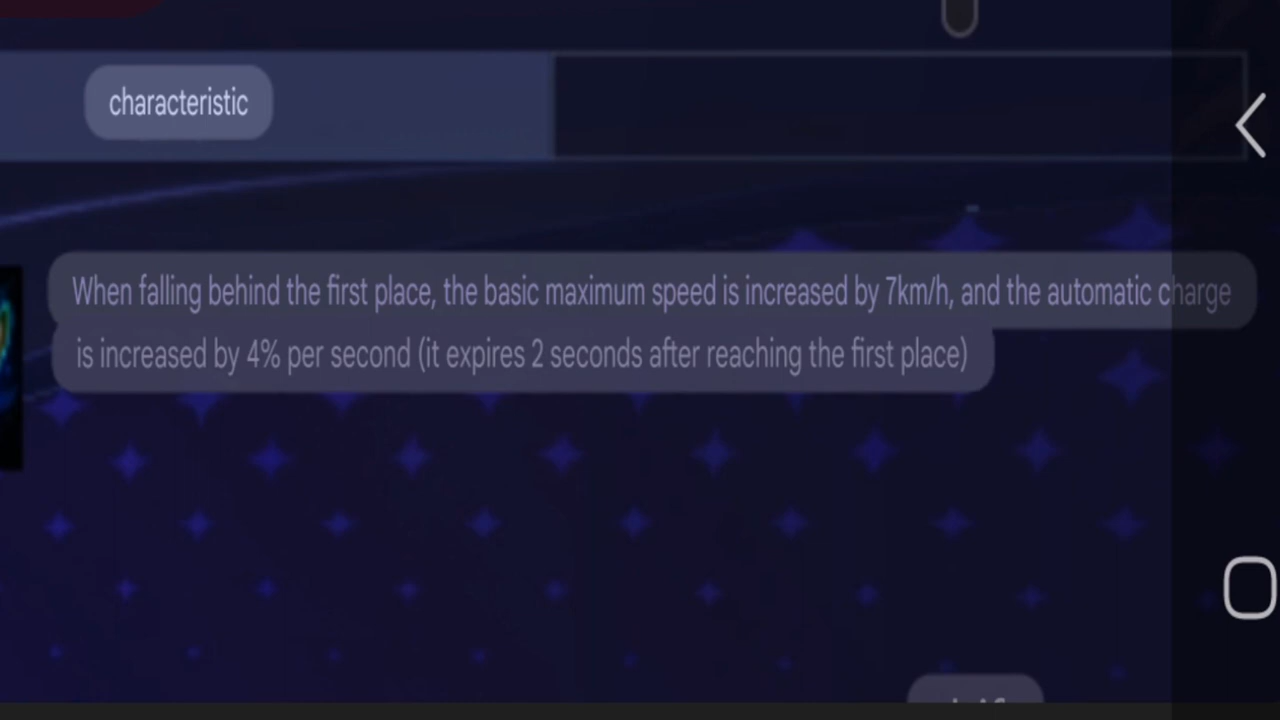 characteristic
When falling behind the first place, the basic maximum speed is increased by 7km/h, and the automatic charge
is increased by 4% per second (it expires 2 seconds after reaching the first place)